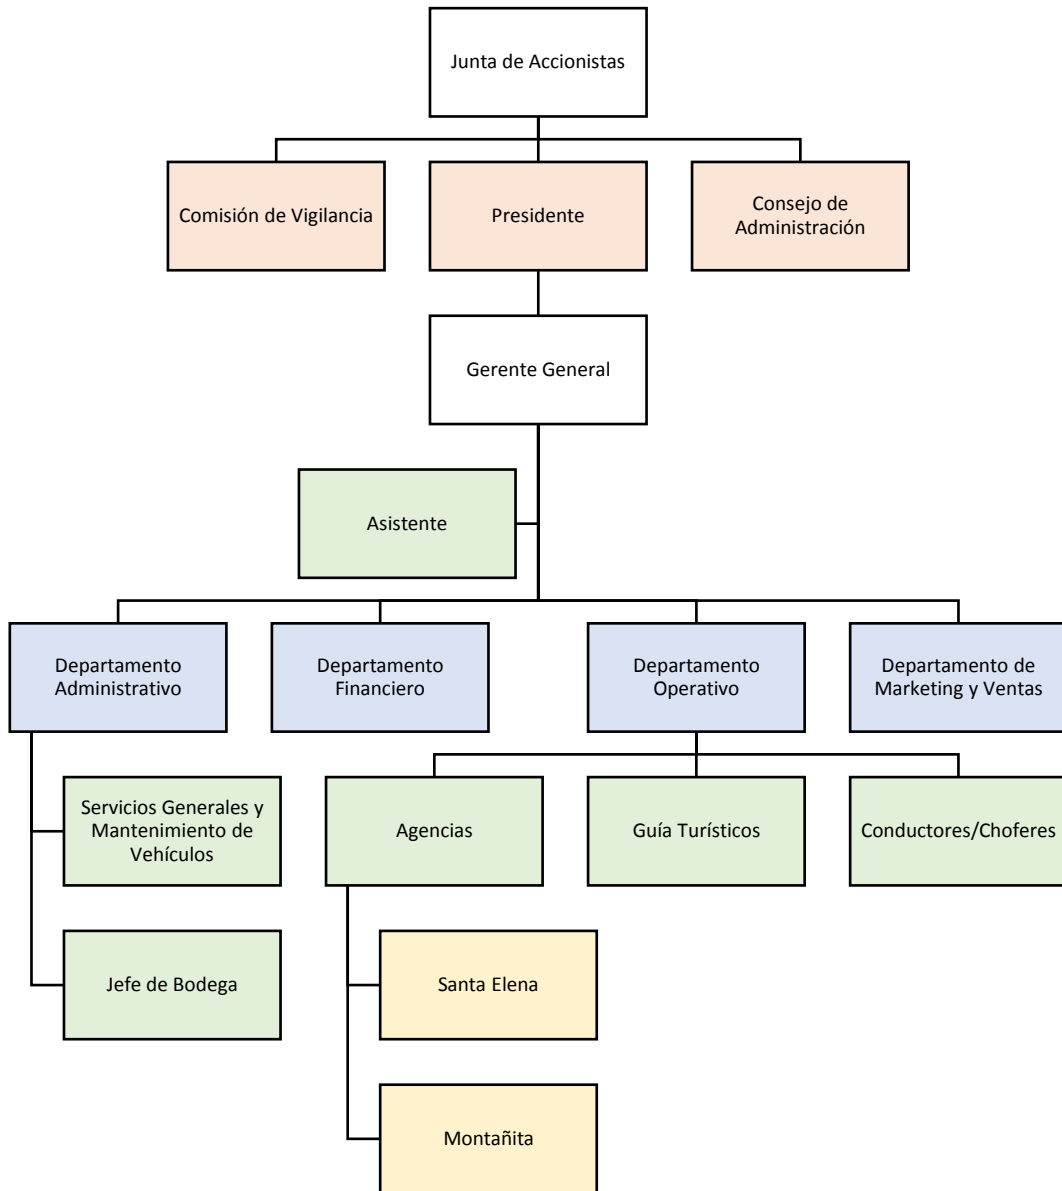 Junta de Accionistas
Comisión de Vigilancia
Presidente
Consejo de
Administración
Gerente General
Asistente
Departamento
Administrativo
Departamento
Financiero
Departamento
Operativo
Departamento de
Marketing y Ventas
Servicios Generales y
Mantenimiento de
Vehículos
Agencias
Guía Turísticos
Conductores/Choferes
Jefe de Bodega
Santa Elena
Montañita